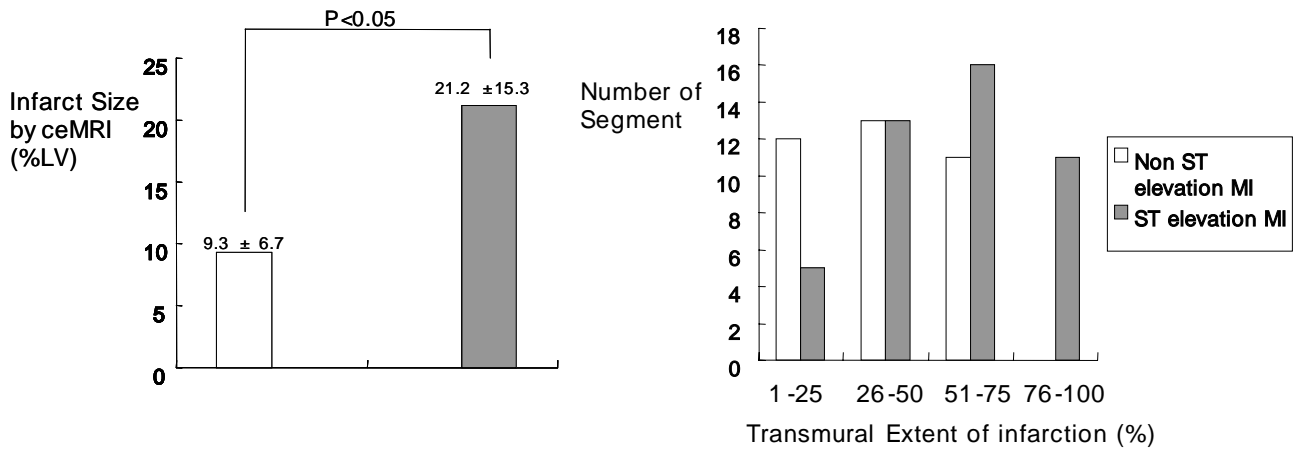 P<0.05
Infarct Size
by ceMRI
(%LV)
25
20
15
10
5
0
9.3 ± 6.7
21.2 ±15.3
Number of
Segment
18
16
14
12
10
8
6
4
2
0
1 -25 26 -50 51 -75 76 -100
Transmural Extent of infarction (%)
Non ST
elevation MI
ST elevation MI